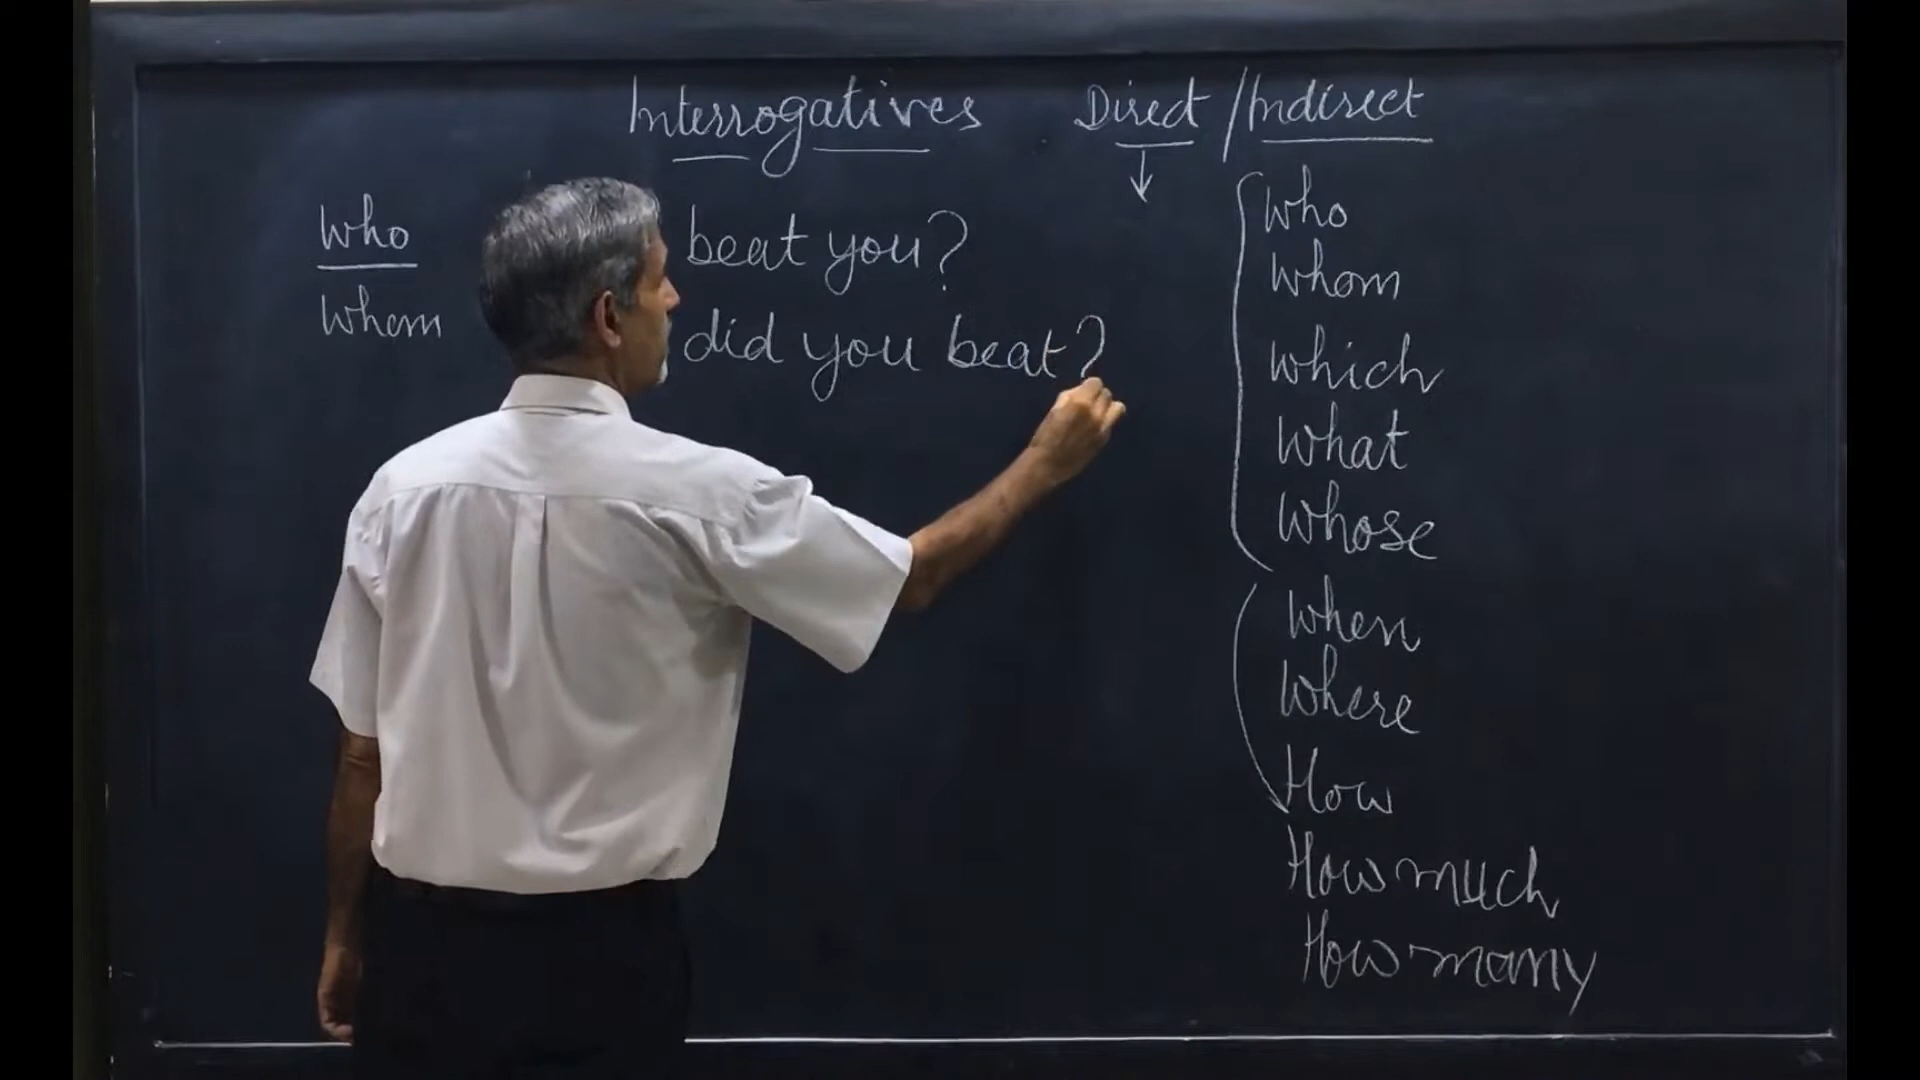 Interrogatives Direct / Indirect
who beat you?
whom did you beat?
who
whom
which
what
whose
when
where
How
How much
How many